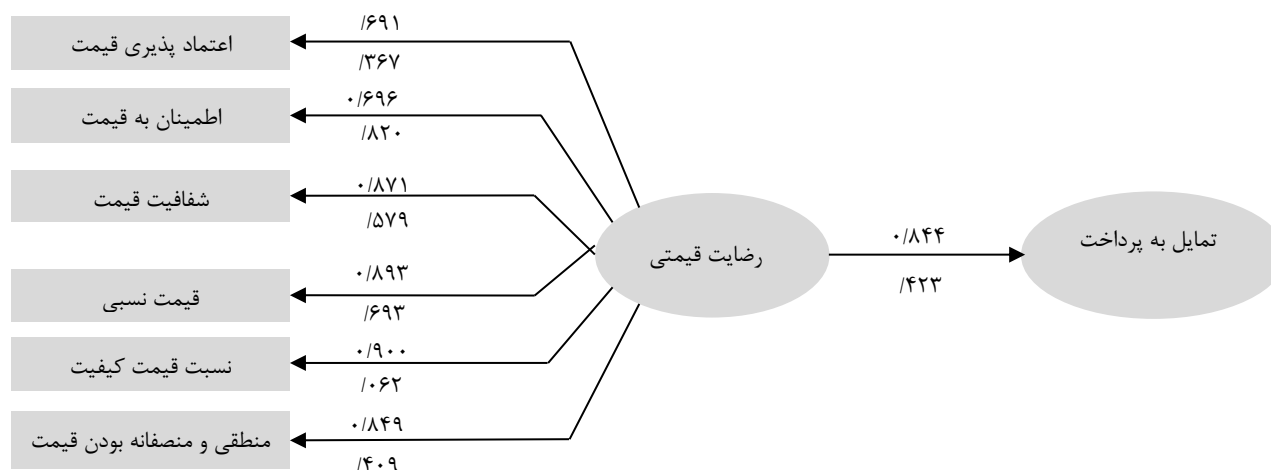 اعتماد پذیری قیمت
/۶۹۱
/۳۶۷
اطمینان به قیمت
۰/۶۹۶
/۸۲۰
شفافیت قیمت
۰/۸۷۱
/۵۷۹
رضایت قیمتی
۰/۸۴۴
/۴۲۳
تمایل به پرداخت
قیمت نسبی
۰/۸۹۳
/۶۹۳
نسبت قیمت کیفیت
۰/۹۰۰
/۰۶۲
منطقی و منصفانه بودن قیمت
۰/۸۴۹
/۴۰۹